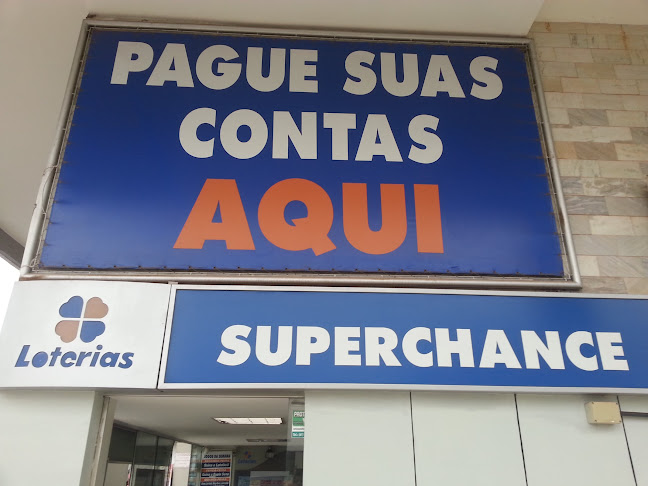 PAGUE SUAS
CONTAS
AQUI
Loterias
SUPERCHANCE